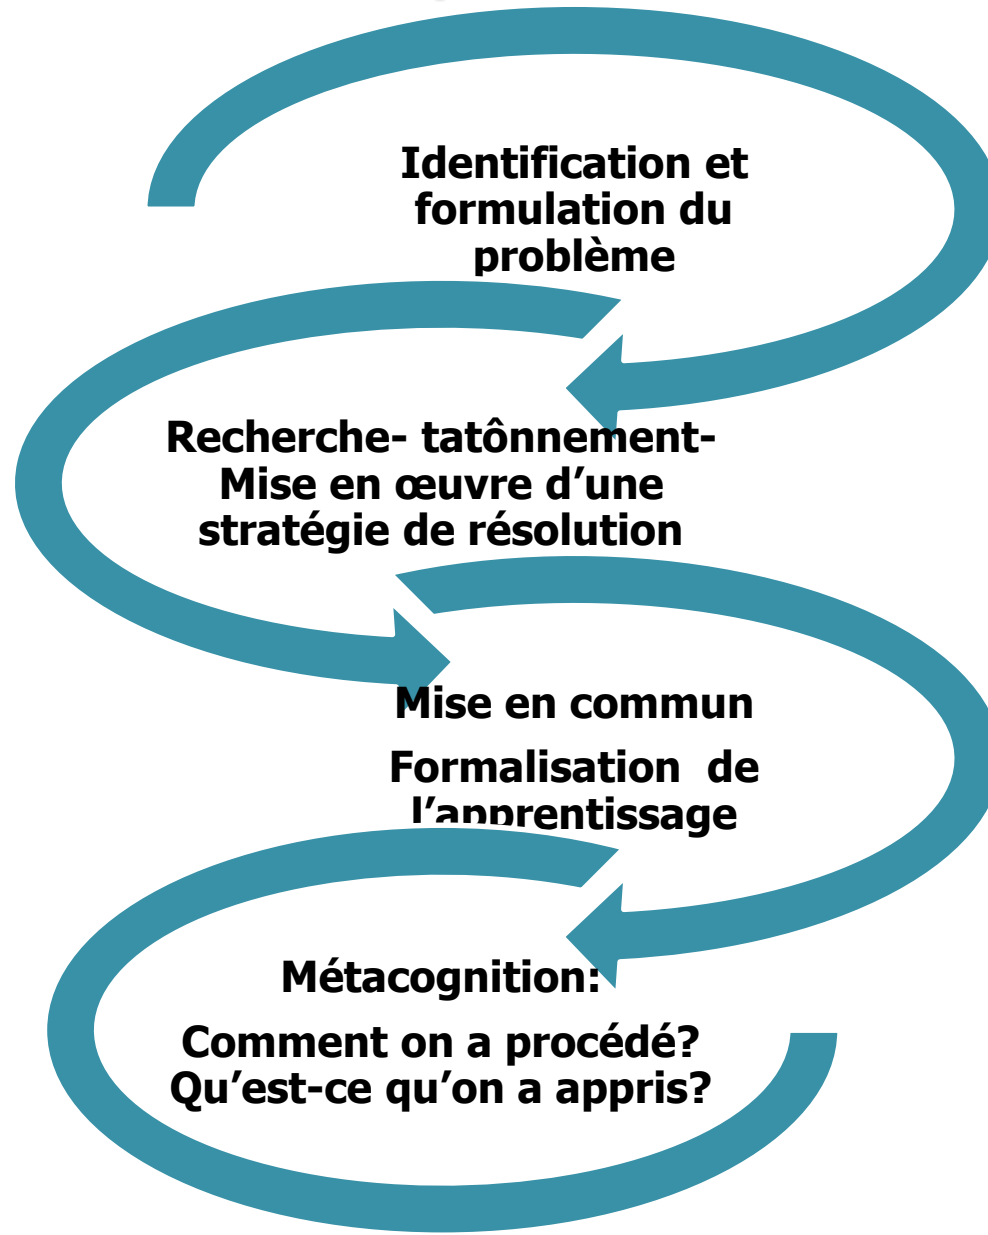 Identification et
formulation du
problème
Recherche- tatônnement-
Mise en œuvre d’une
stratégie de résolution
Mise en commun
Formalisation  de
l’apprentissage
Métacognition:
Comment on a procédé?
Qu’est-ce qu’on a appris?